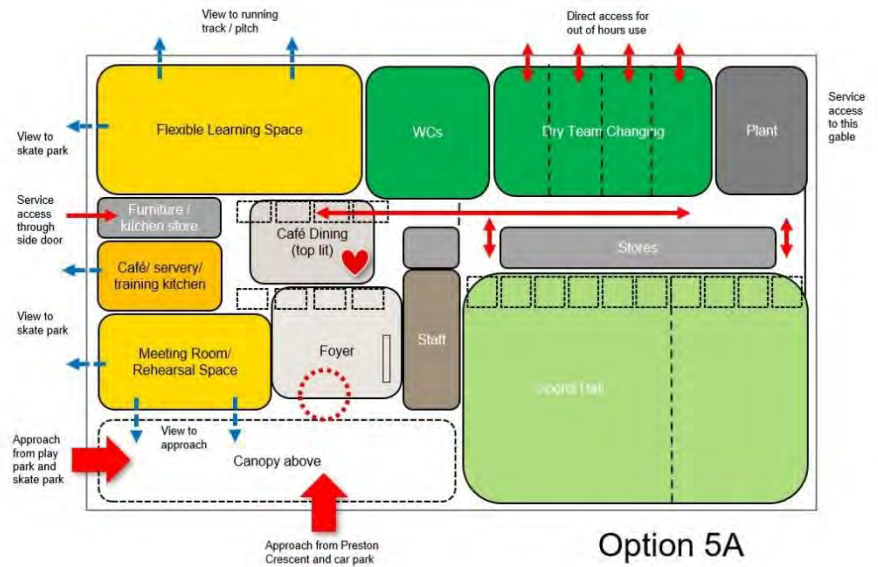 View to running
track / pitch
Direct access for
out of hours use
Flexible Learning Space
WCs
Dry Team Changing
Plant
Service
access
to this
gable
View to
skate park
Service
access
through
side door
Furniture /
kitchen store
Café Dining
(top lit)
Stores
Café/ servery/
training kitchen
View to
skate park
Meeting Room/
Rehearsal Space
Foyer
Staff
Sports Hall
View to
approach
Approach
from play
park and
skate park
Canopy above
Approach from Preston
Crescent and car park
Option 5A